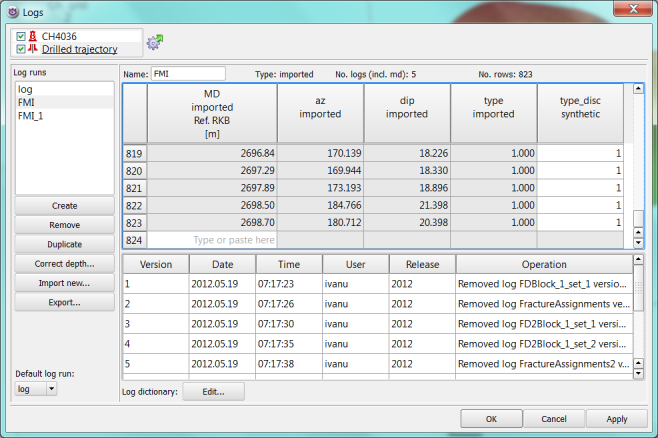 Logs
CH4036
Drilled trajectory
Log runs
log
FMI
FMI_1
Create
Remove
Duplicate
Correct depth...
Import new...
Export...
Default log run:
log
Name: FMI Type: imported No. logs (incl. md): 5 No. rows: 823
MD imported Ref. RKB [m] az imported dip imported type imported type_disc synthetic
819 2696.84 170.139 18.226 1.000 1
820 2697.29 169.944 18.330 1.000 1
821 2697.89 173.193 18.896 1.000 1
822 2698.50 184.766 21.398 1.000 1
823 2698.70 180.712 20.398 1.000 1
824 Type or paste here
Version Date Time User Release Operation
1 2012.05.19 07:17:23 ivanu 2012 Removed log FDBlock_1_set_1 versio...
2 2012.05.19 07:17:26 ivanu 2012 Removed log FractureAssignments ve...
3 2012.05.19 07:17:30 ivanu 2012 Removed log FD2Block_1_set_1 versi...
4 2012.05.19 07:17:35 ivanu 2012 Removed log FD2Block_1_set_2 versi...
5 2012.05.19 07:17:38 ivanu 2012 Removed log FractureAssignments2 v...
Log dictionary: Edit...
OK Cancel Apply